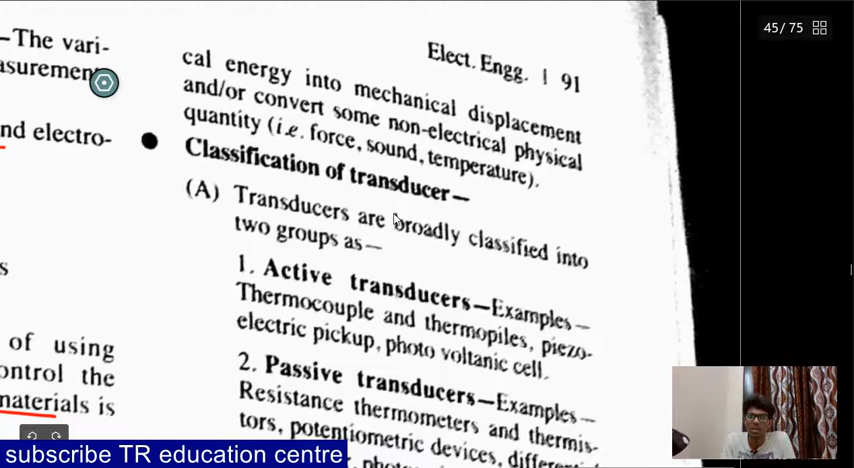 45/ 75
Elect. Engg. | 91
–The vari-
asurement
nd electro-
s
of using
ontrol the
materials is
cal energy into mechanical displacement
and/or convert some non-electrical physical
quantity (i.e. force, sound, temperature).
Classification of transducer—
(A) Transducers are broadly classified into
two groups as—
1. Active transducers—Examples—
Thermocouple and thermopiles, piezo-
electric pickup, photo voltanic cell.
2. Passive transducers—Examples—
Resistance thermometers and thermis-
tors, potentiometric devices, differenti
subscribe TR education centre